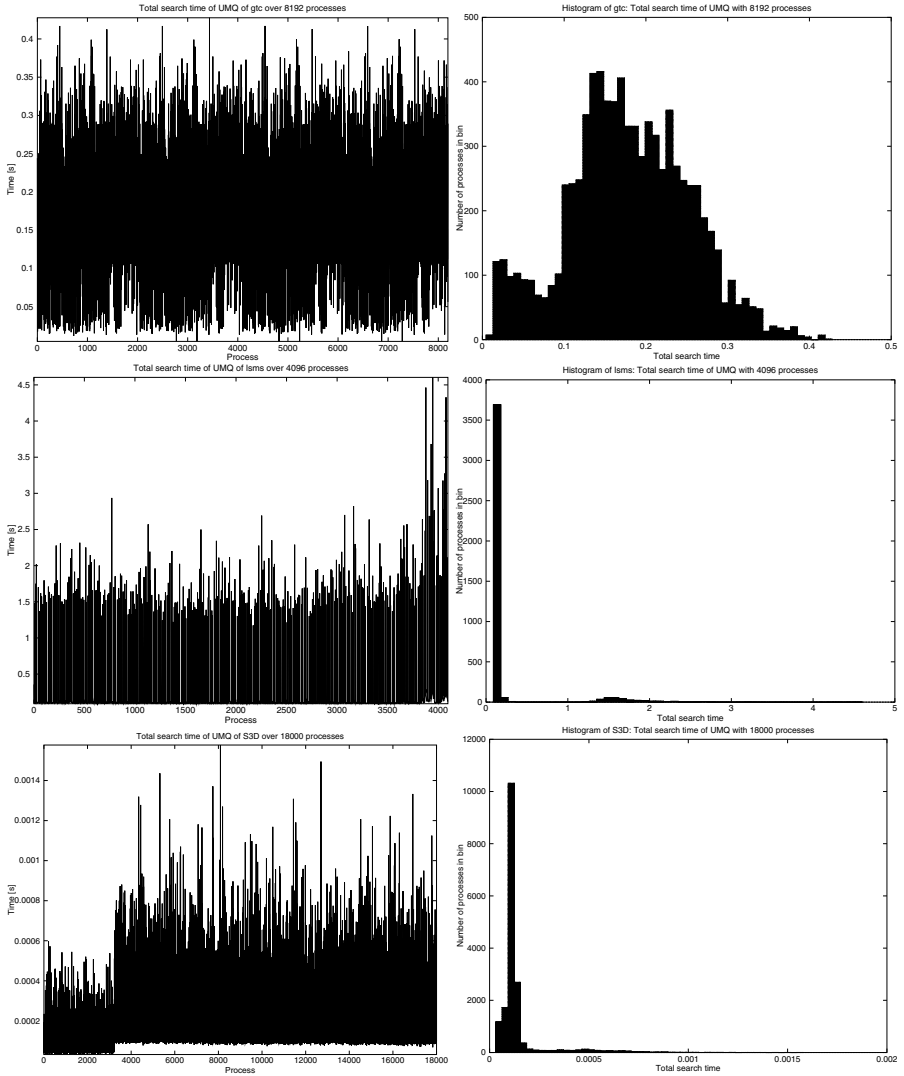 Total search time of UMQ of gtc over 8192 processes
Time [s]
0.4
0.35
0.3
0.25
0.2
0.15
0.1
0.05
0 1000 2000 3000 4000 5000 6000 7000 8000
Process
Histogram of gtc: Total search time of UMQ with 8192 processes
Number of processes in bin
500
400
300
200
100
0
0 0.1 0.2 0.3 0.4 0.5
Total search time
Total search time of UMQ of lsms over 4096 processes
Time [s]
4.5
4
3.5
3
2.5
2
1.5
1
0.5
0 500 1000 1500 2000 2500 3000 3500 4000
Process
Histogram of lsms: Total search time of UMQ with 4096 processes
Number of processes in bin
4000
3500
3000
2500
2000
1500
1000
500
0
0 1 2 3 4 5
Total search time
Total search time of UMQ of S3D over 18000 processes
Time [s]
0.0014
0.0012
0.001
0.0008
0.0006
0.0004
0.0002
0 2000 4000 6000 8000 10000 12000 14000 16000 18000
Process
Histogram of S3D: Total search time of UMQ with 18000 processes
Number of processes in bin
12000
10000
8000
6000
4000
2000
0
0 0.0005 0.001 0.0015 0.002
Total search time